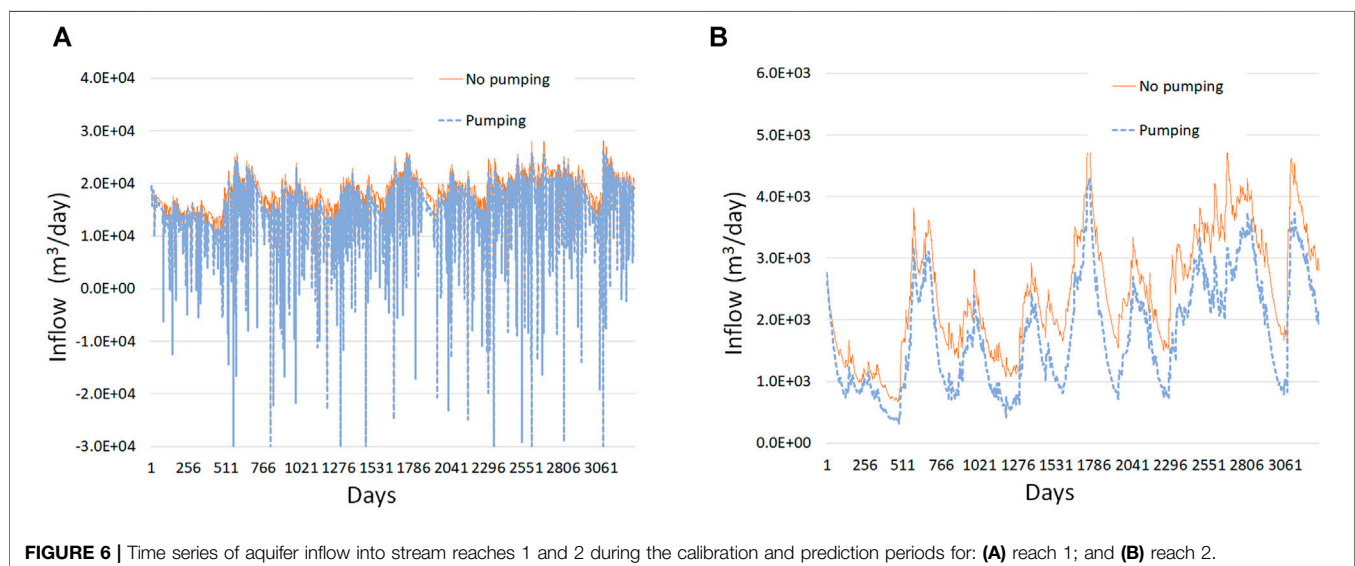 A
4.0E+04
3.0E+04
2.0E+04
1.0E+04
0.0E+00
-1.0E+04
-2.0E+04
-3.0E+04
Inflow (m³/day)
No pumping
Pumping
1 256 511 766 1021 1276 1531 1786 2041 2296 2551 2806 3061
Days
B
6.0E+03
5.0E+03
4.0E+03
3.0E+03
2.0E+03
1.0E+03
0.0E+00
Inflow (m³/day)
No pumping
Pumping
1 256 511 766 1021 1276 1531 1786 2041 2296 2551 2806 3061
Days
FIGURE 6 | Time series of aquifer inflow into stream reaches 1 and 2 during the calibration and prediction periods for: (A) reach 1; and (B) reach 2.